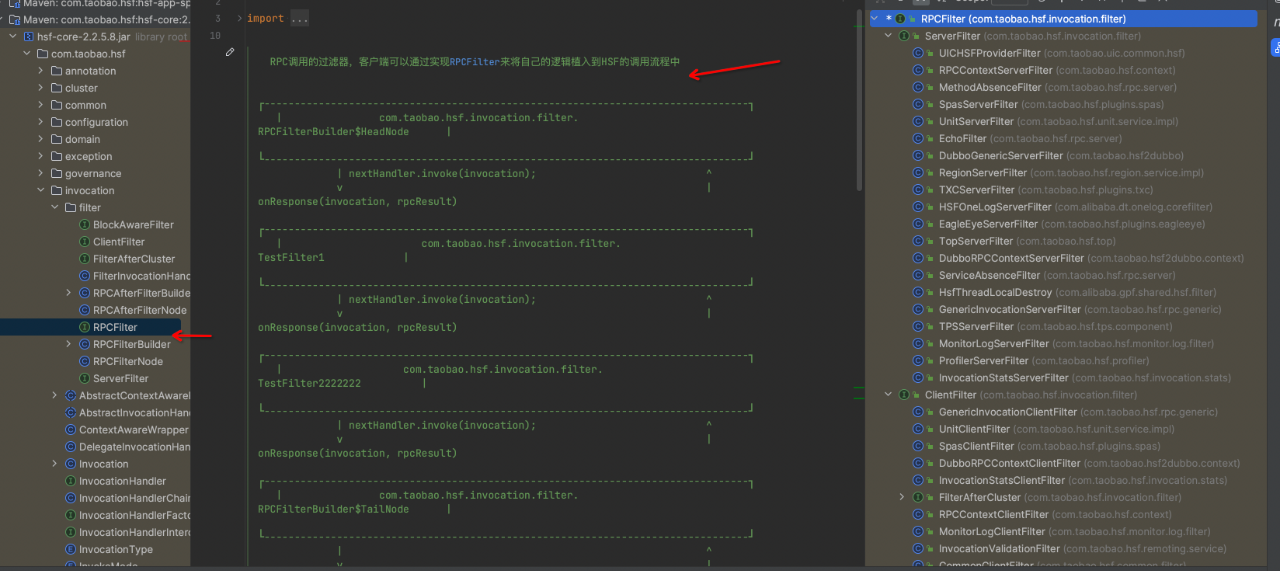 Maven: com.taobao.hsf:hsf-app-sp
Maven: com.taobao.hsf:hsf-core:2.2
hsf-core-2.2.5.8.jar library root
com.taobao.hsf
annotation
cluster
common
configuration
domain
exception
governance
invocation
filter
BlockAwareFilter
ClientFilter
FilterAfterCluster
FilterInvocationHand
RPCAfterFilterBuilde
RPCAfterFilterNode
RPCFilter
RPCFilterBuilder
RPCFilterNode
ServerFilter
AbstractContextAwareI
AbstractInvocationHan
ContextAwareWrapper
DelegateInvocationHan
Invocation
InvocationHandler
InvocationHandlerChain
InvocationHandlerFacto
InvocationHandlerInterc
InvocationType
InvokeMode
2
3 import ...
10
RPC调用的过滤器，客户端可以通过实现RPCFilter来将自己的逻辑植入到HSF的调用流程中
| com.taobao.hsf.invocation.filter.
RPCFilterBuilder$HeadNode |
| nextHandler.invoke(invocation); ^
v |
onResponse(invocation, rpcResult)
| com.taobao.hsf.invocation.filter.
TestFilter1 |
| nextHandler.invoke(invocation); ^
v |
onResponse(invocation, rpcResult)
| com.taobao.hsf.invocation.filter.
TestFilter2222222 |
| nextHandler.invoke(invocation); ^
v |
onResponse(invocation, rpcResult)
| com.taobao.hsf.invocation.filter.
RPCFilterBuilder$TailNode |
| ^
v |
* RPCFilter (com.taobao.hsf.invocation.filter)
ServerFilter (com.taobao.hsf.invocation.filter)
UICHSFProviderFilter (com.taobao.uic.common.hsf)
RPCContextServerFilter (com.taobao.hsf.context)
MethodAbsenceFilter (com.taobao.hsf.rpc.server)
SpasServerFilter (com.taobao.hsf.plugins.spas)
UnitServerFilter (com.taobao.hsf.unit.service.impl)
EchoFilter (com.taobao.hsf.rpc.server)
DubboGenericServerFilter (com.taobao.hsf2dubbo)
RegionServerFilter (com.taobao.hsf.region.service.impl)
TXCServerFilter (com.taobao.hsf.plugins.txc)
HSFOneLogServerFilter (com.alibaba.dt.onelog.corefilter)
EagleEyeServerFilter (com.taobao.hsf.plugins.eagleeye)
TopServerFilter (com.taobao.hsf.top)
DubboRPCContextServerFilter (com.taobao.hsf2dubbo.context)
ServiceAbsenceFilter (com.taobao.hsf.rpc.server)
HsfThreadLocalDestroy (com.alibaba.gpf.shared.hsf.filter)
GenericInvocationServerFilter (com.taobao.hsf.rpc.generic)
TPSServerFilter (com.taobao.hsf.tps.component)
MonitorLogServerFilter (com.taobao.hsf.monitor.log.filter)
ProfilerServerFilter (com.taobao.hsf.profiler)
InvocationStatsServerFilter (com.taobao.hsf.invocation.stats)
ClientFilter (com.taobao.hsf.invocation.filter)
GenericInvocationClientFilter (com.taobao.hsf.rpc.generic)
UnitClientFilter (com.taobao.hsf.unit.service.impl)
SpasClientFilter (com.taobao.hsf.plugins.spas)
DubboRPCContextClientFilter (com.taobao.hsf2dubbo.context)
InvocationStatsClientFilter (com.taobao.hsf.invocation.stats)
FilterAfterCluster (com.taobao.hsf.invocation.filter)
RPCContextClientFilter (com.taobao.hsf.context)
MonitorLogClientFilter (com.taobao.hsf.monitor.log.filter)
InvocationValidationFilter (com.taobao.hsf.remoting.service)
CommonClientFilter (com.taobao.hsf.common.filter)